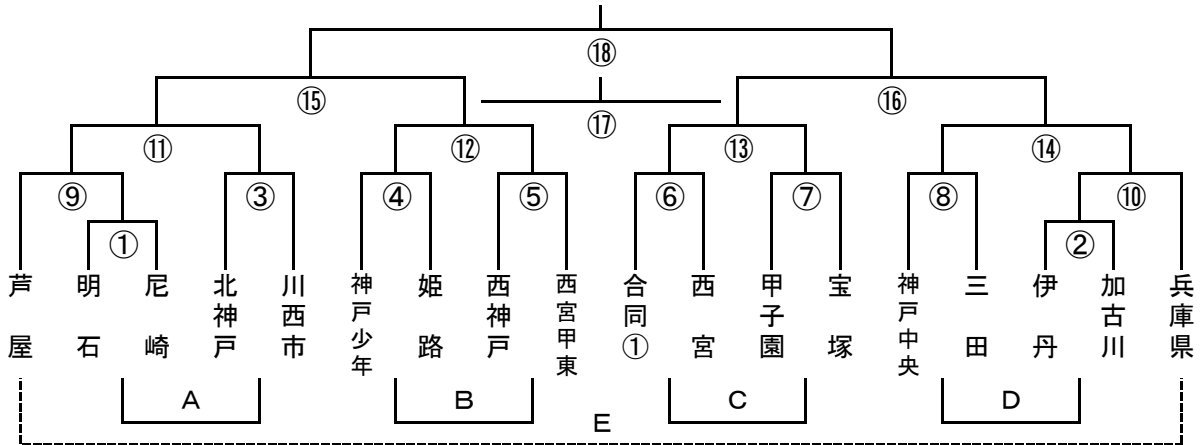 ⑱
⑮
⑰
⑯
⑪
⑫
⑬
⑭
⑨
③
④
⑤
⑥
⑦
⑧
⑩
①
②
芦屋
明石
尼崎
北神戸
川西市
神戸少年
姫路
西神戸
西宮甲東
合同①
西宮
甲子園
宝塚
神戸中央
三田
伊丹
加古川
兵庫県
A
B
C
D
E